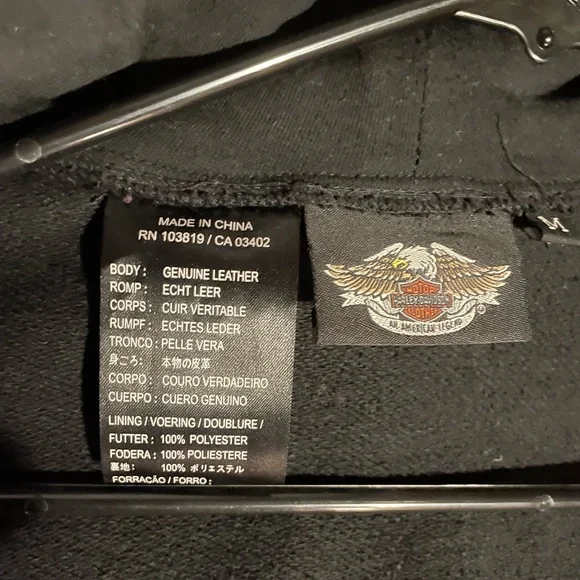 MADE IN CHINA
RN 103819 / CA 03402
BODY : GENUINE LEATHER
ROMP : ECHT LEER
CORPS : CUIR VERITABLE
RUMPF : ECHTES LEDER
TRONCO : PELLE VERA
身ごろ : 本物の皮革
CORPO : COURO VERDADEIRO
CUERPO : CUERO GENUINO
LINING / VOERING / DOUBLURE /
FUTTER : 100% POLYESTER
FODERA : 100% POLIESTERE
裏地 : 100% ポリエステル
FORRAÇÃO / FORRO :
MOTOR
HARLEY-DAVIDSON
CLOTHES
AN AMERICAN LEGEND
®
M